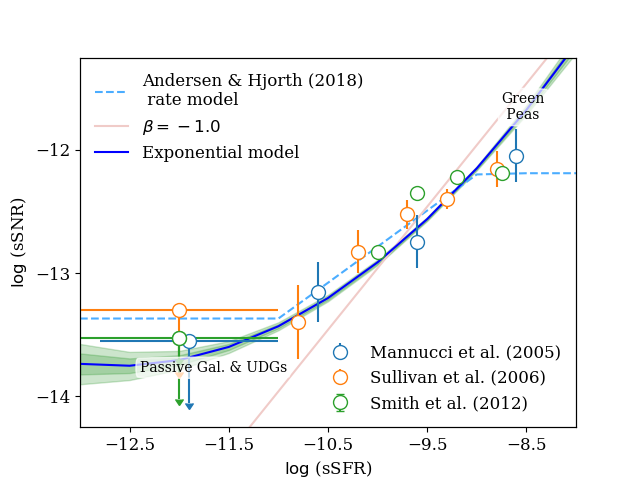 Andersen & Hjorth (2018)
rate model
β = −1.0
Exponential model
Green
Peas
Passive Gal. & UDGs
Mannucci et al. (2005)
Sullivan et al. (2006)
Smith et al. (2012)
log (sSNR)
−12
−13
−14
−12.5 −11.5 −10.5 −9.5 −8.5
log (sSFR)